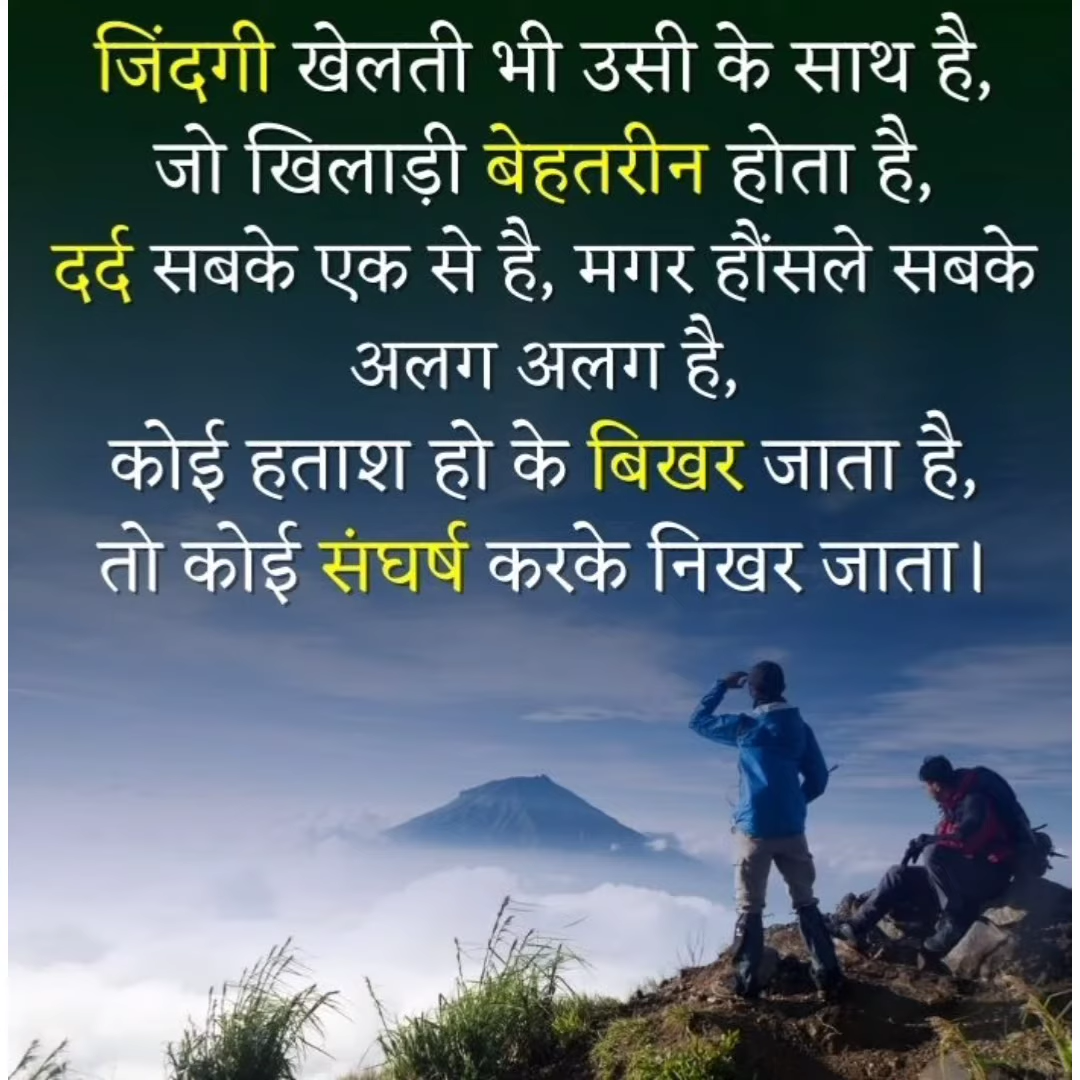 जिंदगी खेलती भी उसी के साथ है,
जो खिलाड़ी बेहतरीन होता है,
दर्द सबके एक से है, मगर हौंसले सबके
अलग अलग है,
कोई हताश हो के बिखर जाता है,
तो कोई संघर्ष करके निखर जाता।